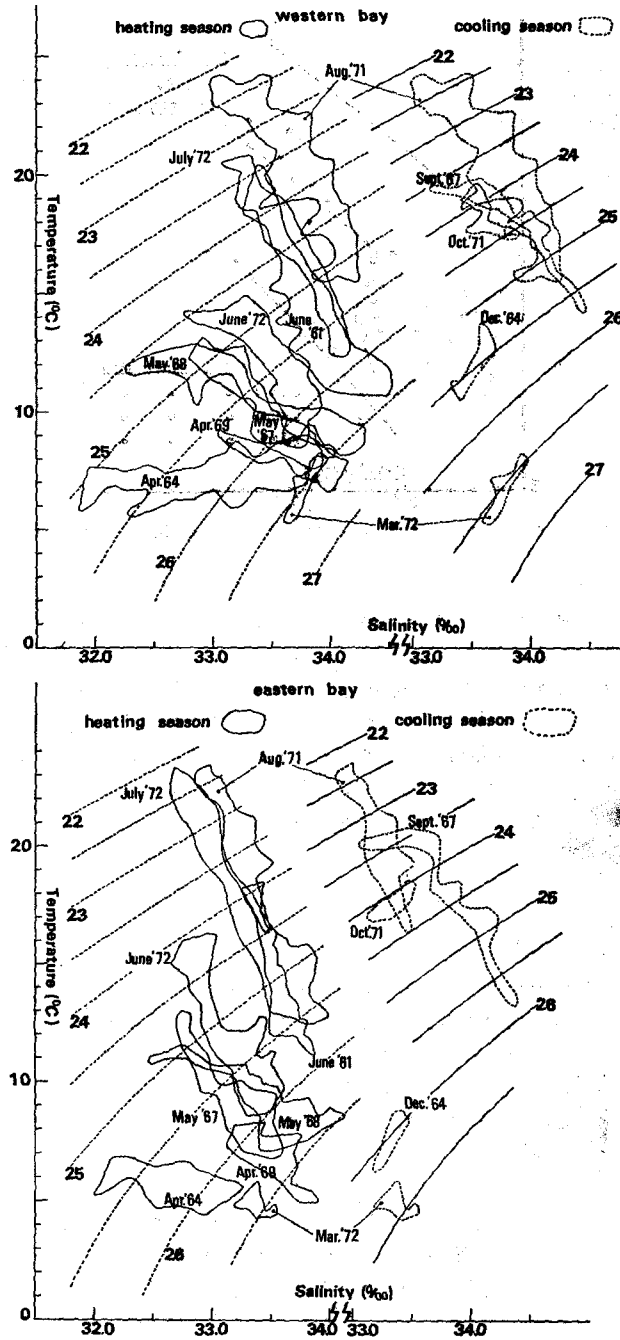 western bay
heating season
cooling season
22
Aug.'71
23
20
July'72
22
Sept.'67
24
Temperature (°C)
23
Oct.'71
25
June'72
June '61
Dec.'64
26
24
May'68
10
Apr.'69
May '67
25
27
Apr.'64
Mar.'72
26
27
0
Salinity (‰)
32.0 33.0 34.0 33.0 34.0
eastern bay
heating season
cooling season
22
Aug.'71
July'72
23
22
Sept.'67
20
24
Temperature (°C)
23
25
Oct.'71
June'72
24
26
June'61
10
May'67
May'68
Dec.'64
25
Apr.'68
Apr.'64
Mar.'72
26
0
Salinity (‰)
32.0 33.0 34.0 33.0 34.0